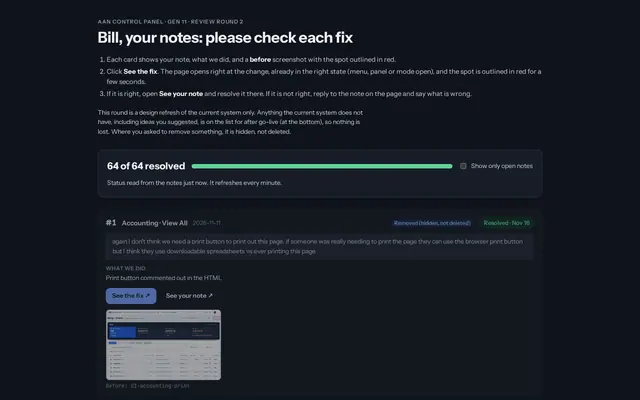 AAN CONTROL PANEL · GEN 11 · REVIEW ROUND 2
Bill, your notes: please check each fix
1. Each card shows your note, what we did, and a before screenshot with the spot outlined in red.
2. Click See the fix. The page opens right at the change, already in the right state (menu, panel or mode open), and the spot is outlined in red for a
few seconds.
3. If it is right, open See your note and resolve it there. If it is not right, reply to the note on the page and say what is wrong.
This round is a design refresh of the current system only. Anything the current system does not
have, including ideas you suggested, is on the list for after go-live (at the bottom), so nothing is
lost. Where you asked to remove something, it is hidden, not deleted.
64 of 64 resolved
Show only open notes
Status read from the notes just now. It refreshes every minute.
#1 Accounting · View All
Removed (hidden, not deleted)
Resolved · Nov 16
again I don't think we need a print button to print out this page. if someone was really needing to print the page they can use the browser print button
but I think they use downloadable spreadsheets vs ever printing this page
WHAT WE DID
Print button commented out in the HTML
See the fix ↗
See your note ↗
Before: 01-accounting-print